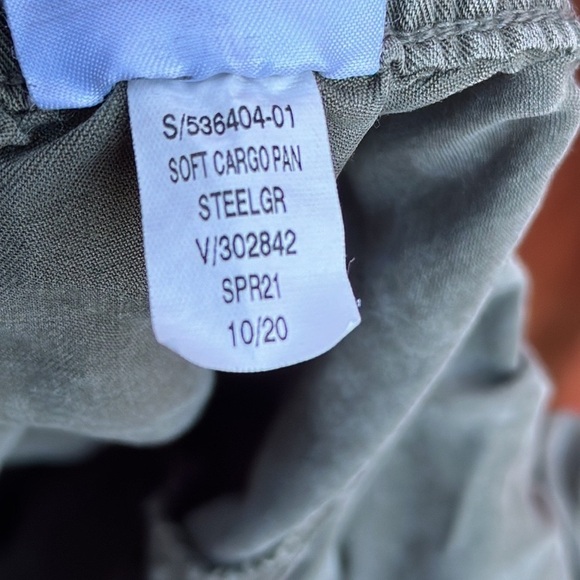 S/536404-01
SOFT CARGO PAN
STEELGR
V/302842
SPR21
10/20